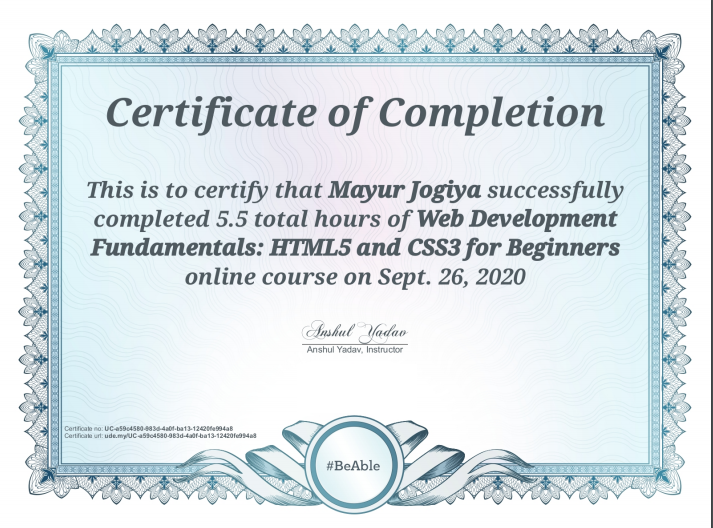 Certificate of Completion
This is to certify that Mayur Jogiya successfully
completed 5.5 total hours of Web Development
Fundamentals: HTML5 and CSS3 for Beginners
online course on Sept. 26, 2020
Anshul Yadav
Anshul Yadav, Instructor
Certificate no: UC-a59c4580-983d-4a0f-ba13-12420fe994a8
Certificate url: ude.my/UC-a59c4580-983d-4a0f-ba13-12420fe994a8
#BeAble